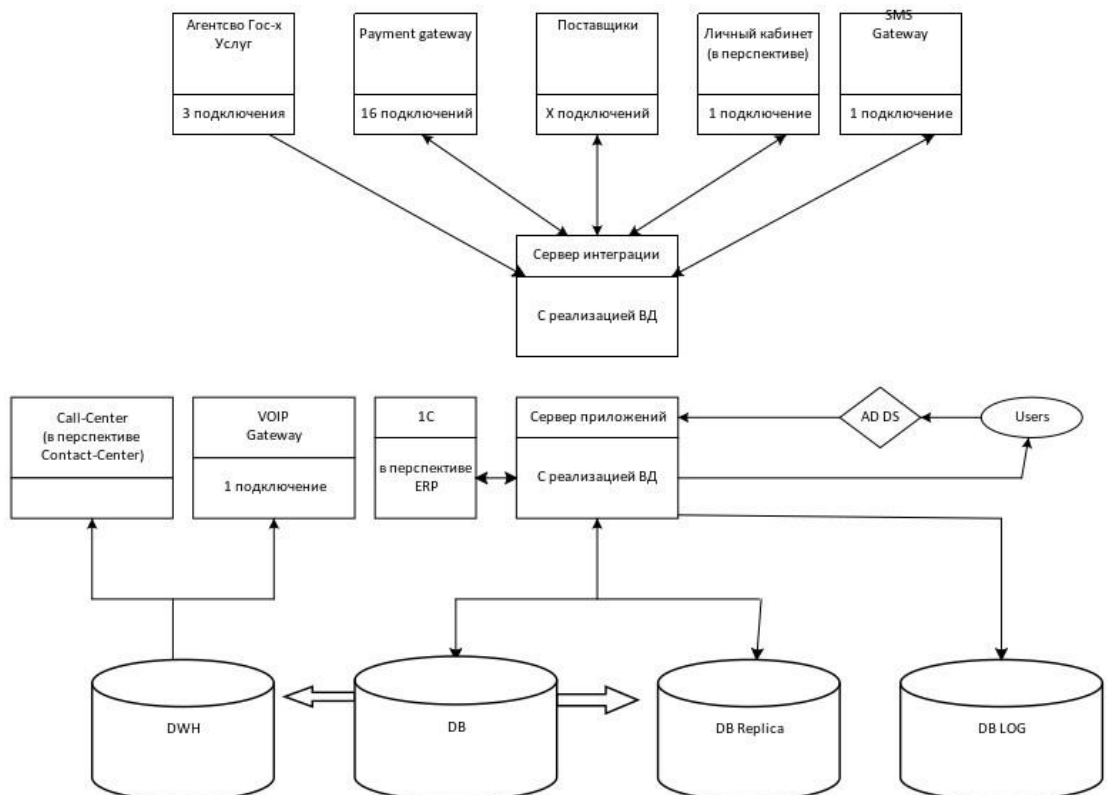 Агентсво Гос-х
Услуг
3 подключения
Payment gateway
16 подключений
Поставщики
X подключений
Личный кабинет
(в перспективе)
1 подключение
SMS
Gateway
1 подключение
Сервер интеграции
С реализацией ВД
Call-Center
(в перспективе
Contact-Center)
VOIP
Gateway
1 подключение
1C
в перспективе
ERP
Сервер приложений
С реализацией ВД
AD DS
Users
DWH
DB
DB Replica
DB LOG